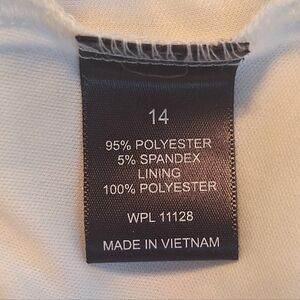 14
95% POLYESTER
5% SPANDEX
LINING
100% POLYESTER
WPL 11128
MADE IN VIETNAM